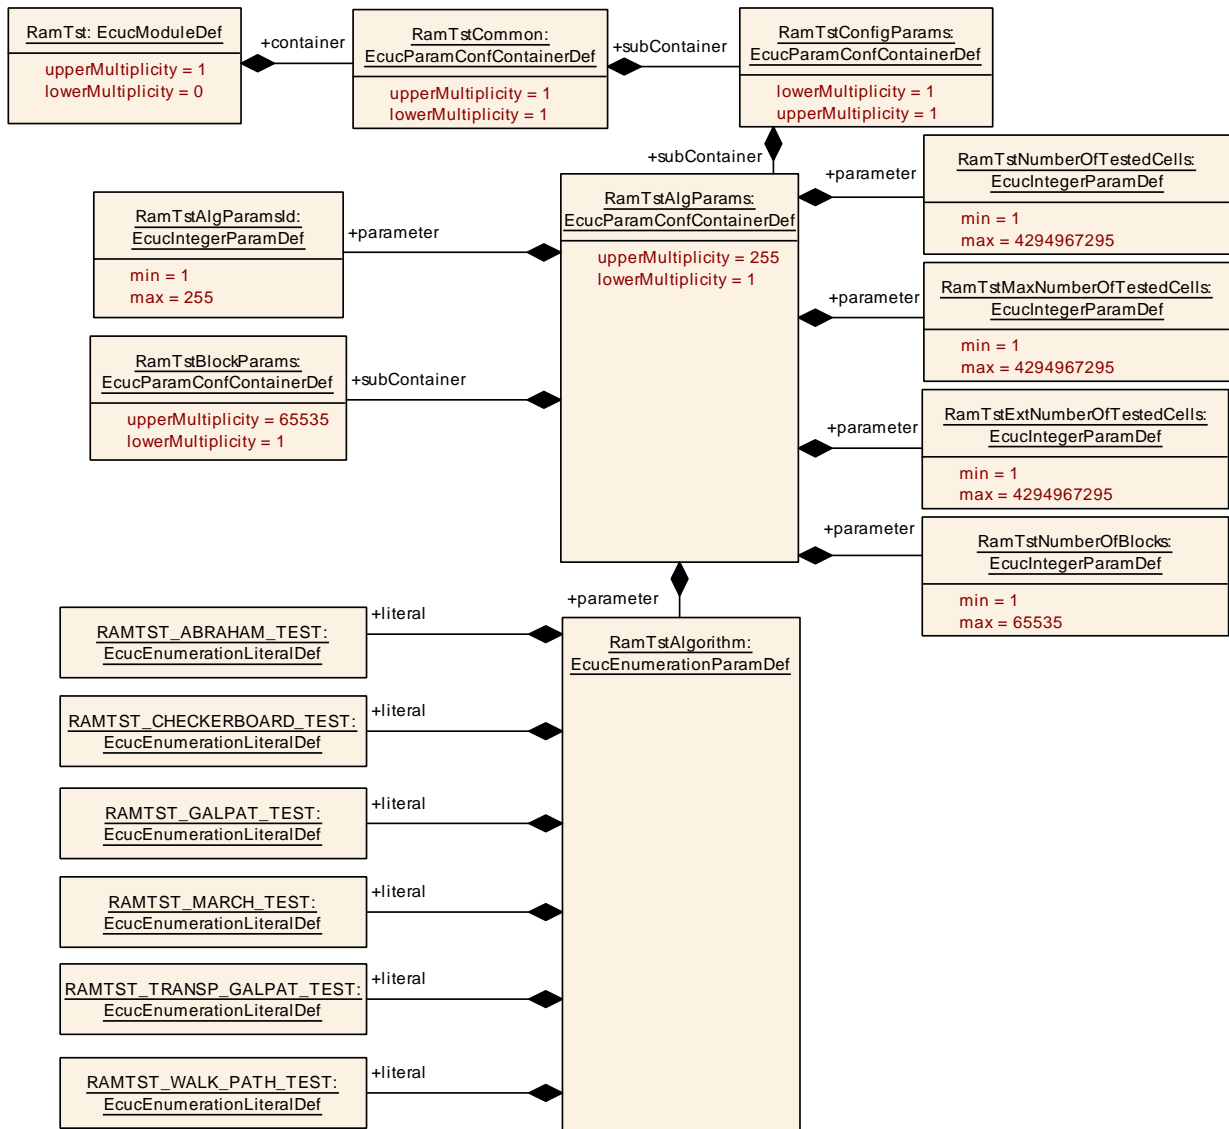 RamTst: EcucModuleDef
upperMultiplicity = 1
lowerMultiplicity = 0
+container
RamTstCommon:
EcucParamConfContainerDef
upperMultiplicity = 1
lowerMultiplicity = 1
+subContainer
RamTstConfigParams:
EcucParamConfContainerDef
lowerMultiplicity = 1
upperMultiplicity = 1
+subContainer
RamTstAlgParams:
EcucParamConfContainerDef
upperMultiplicity = 255
lowerMultiplicity = 1
RamTstAlgParamsId:
EcucIntegerParamDef
min = 1
max = 255
+parameter
RamTstBlockParams:
EcucParamConfContainerDef
upperMultiplicity = 65535
lowerMultiplicity = 1
+subContainer
+parameter
RamTstNumberOfTestedCells:
EcucIntegerParamDef
min = 1
max = 4294967295
+parameter
RamTstMaxNumberOfTestedCells:
EcucIntegerParamDef
min = 1
max = 4294967295
+parameter
RamTstExtNumberOfTestedCells:
EcucIntegerParamDef
min = 1
max = 4294967295
+parameter
RamTstNumberOfBlocks:
EcucIntegerParamDef
min = 1
max = 65535
+parameter
RamTstAlgorithm:
EcucEnumerationParamDef
RAMTST_ABRAHAM_TEST:
EcucEnumerationLiteralDef
+literal
RAMTST_CHECKERBOARD_TEST:
EcucEnumerationLiteralDef
+literal
RAMTST_GALPAT_TEST:
EcucEnumerationLiteralDef
+literal
RAMTST_MARCH_TEST:
EcucEnumerationLiteralDef
+literal
RAMTST_TRANSP_GALPAT_TEST:
EcucEnumerationLiteralDef
+literal
RAMTST_WALK_PATH_TEST:
EcucEnumerationLiteralDef
+literal